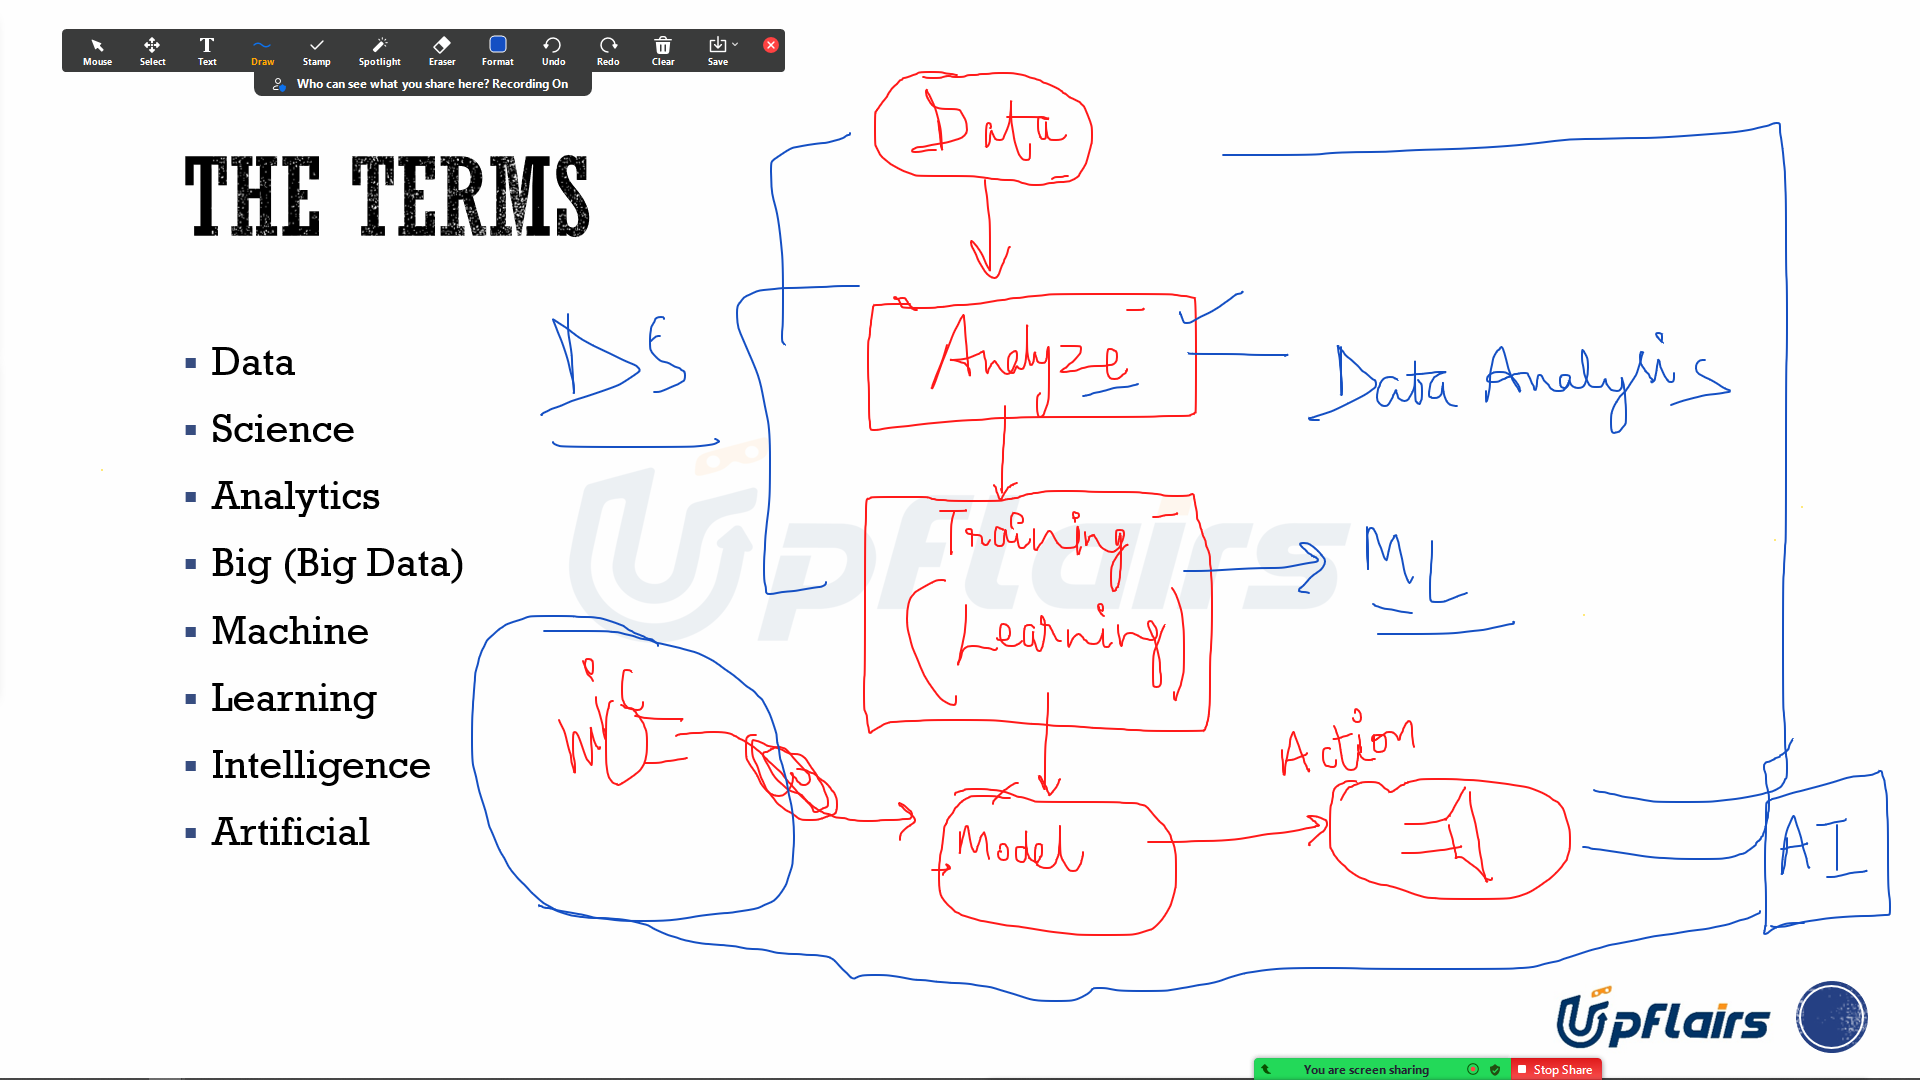 Mouse Select Text Draw Stamp Spotlight Eraser Format Undo Redo Clear Save
Who can see what you share here? Recording On
THE TERMS
Data
Science
Analytics
Big (Big Data)
Machine
Learning
Intelligence
Artificial
Data
DS
Analyze
Data Analysis
Training
(Learning)
ML
Mic
Action
Model
AI
UpFlairs
UpFlairs
You are screen sharing
Stop Share